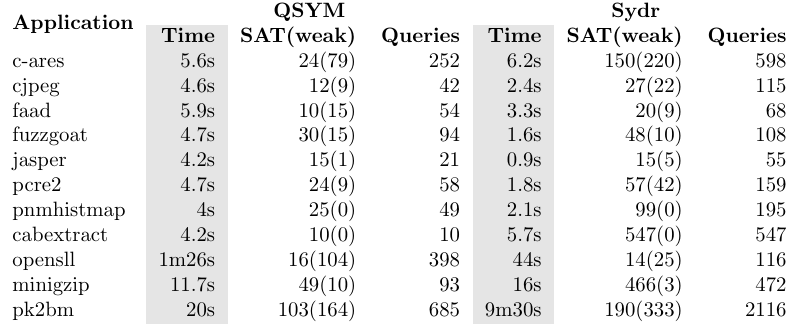 Application QSYM Sydr
Time SAT(weak) Queries Time SAT(weak) Queries
c-ares 5.6s 24(79) 252 6.2s 150(220) 598
cjpeg 4.6s 12(9) 42 2.4s 27(22) 115
faad 5.9s 10(15) 54 3.3s 20(9) 68
fuzzgoat 4.7s 30(15) 94 1.6s 48(10) 108
jasper 4.2s 15(1) 21 0.9s 15(5) 55
pcre2 4.7s 24(9) 58 1.8s 57(42) 159
pnmhistmap 4s 25(0) 49 2.1s 99(0) 195
cabextract 4.2s 10(0) 10 5.7s 547(0) 547
opensll 1m26s 16(104) 398 44s 14(25) 116
minigzip 11.7s 49(10) 93 16s 466(3) 472
pk2bm 20s 103(164) 685 9m30s 190(333) 2116